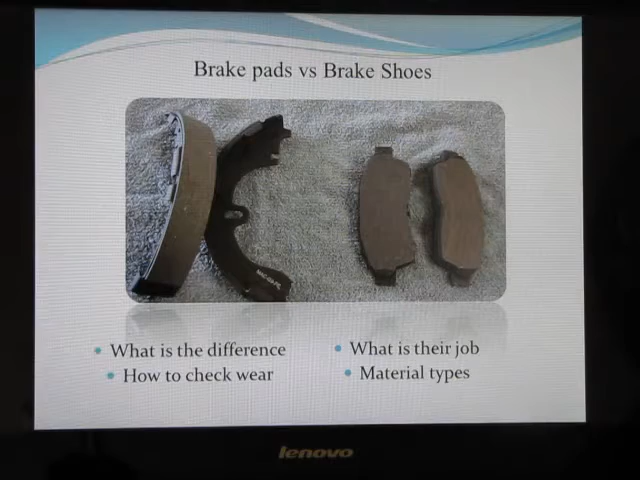 Brake pads vs Brake Shoes
What is the difference
How to check wear
What is their job
Material types
lenovo